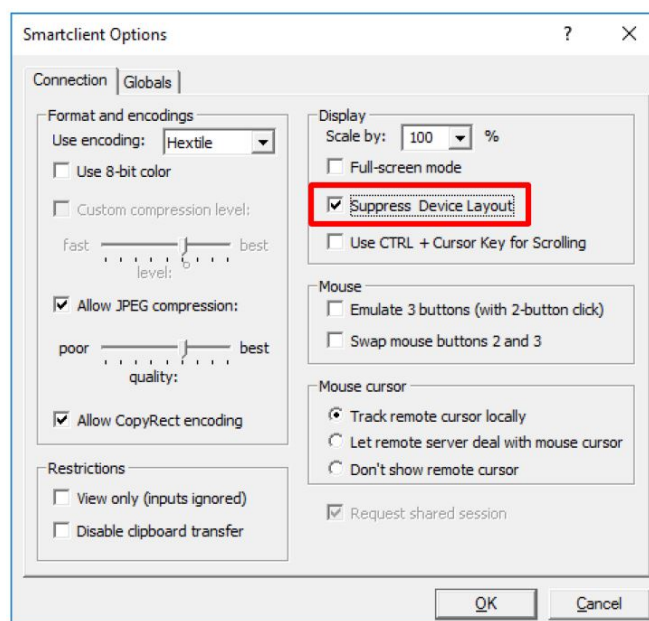 Smartclient Options
?
Connection
Globals
Format and encodings
Use encoding: Hextile
Use 8-bit color
Custom compression level:
fast best
level:
Allow JPEG compression:
poor best
quality:
Allow CopyRect encoding
Restrictions
View only (inputs ignored)
Disable clipboard transfer
Display
Scale by: 100 %
Full-screen mode
Suppress Device Layout
Use CTRL + Cursor Key for Scrolling
Mouse
Emulate 3 buttons (with 2-button click)
Swap mouse buttons 2 and 3
Mouse cursor
Track remote cursor locally
Let remote server deal with mouse cursor
Don't show remote cursor
Request shared session
OK
Cancel